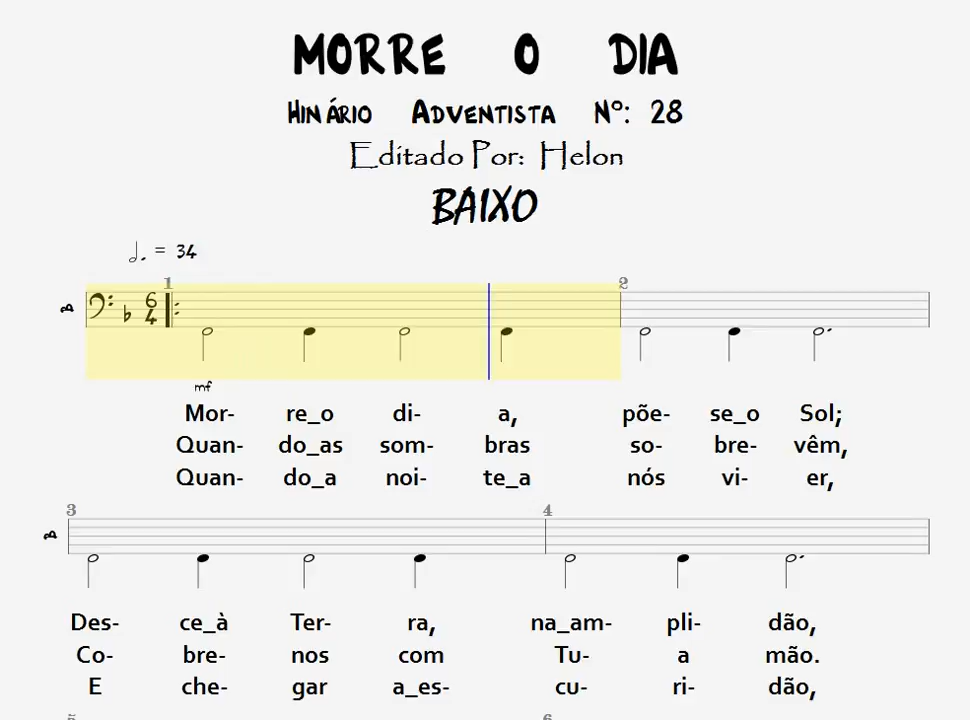 MORRE O DIA
HINÁRIO ADVENTISTA Nº: 28
Editado Por: Helon
BAIXO
= 34
1 2
B 6 4
mf
Mor- re_o di- a, põe- se_o Sol;
Quan- do_as som- bras so- bre- vêm,
Quan- do_a noi- te_a nós vi- er,
3 4
B
Des- ce_à Ter- ra, na_am- pli- dão,
Co- bre- nos com Tu- a mão.
E che- gar a_es- cu- ri- dão,